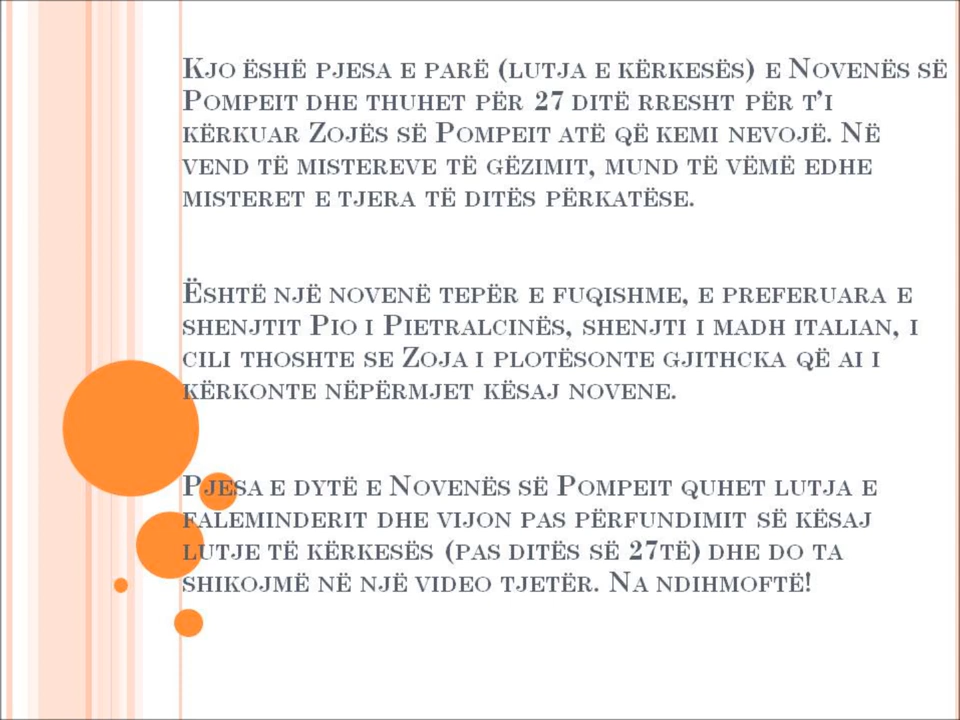 Kjo ëshë pjesa e parë (lutja e kërkesës) e Novenës së
Pompeit dhe thuhet për 27 ditë rresht për t’i
kërkuar Zojës së Pompeit atë që kemi nevojë. Në
vend të mistereve të gëzimit, mund të vëmë edhe
misteret e tjera të ditës përkatëse.
Është një novenë tepër e fuqishme, e preferuara e
shenjtit Pio i Pietralcinës, shenjti i madh italian, i
cili thoshte se Zoja i plotësonte gjithcka që ai i
kërkonte nëpërmjet kësaj novene.
Pjesa e dytë e Novenës së Pompeit quhet lutja e
faleminderit dhe vijon pas përfundimit së kësaj
lutje të kërkesës (pas ditës së 27të) dhe do ta
shikojmë në një video tjetër. Na ndihmoftë!